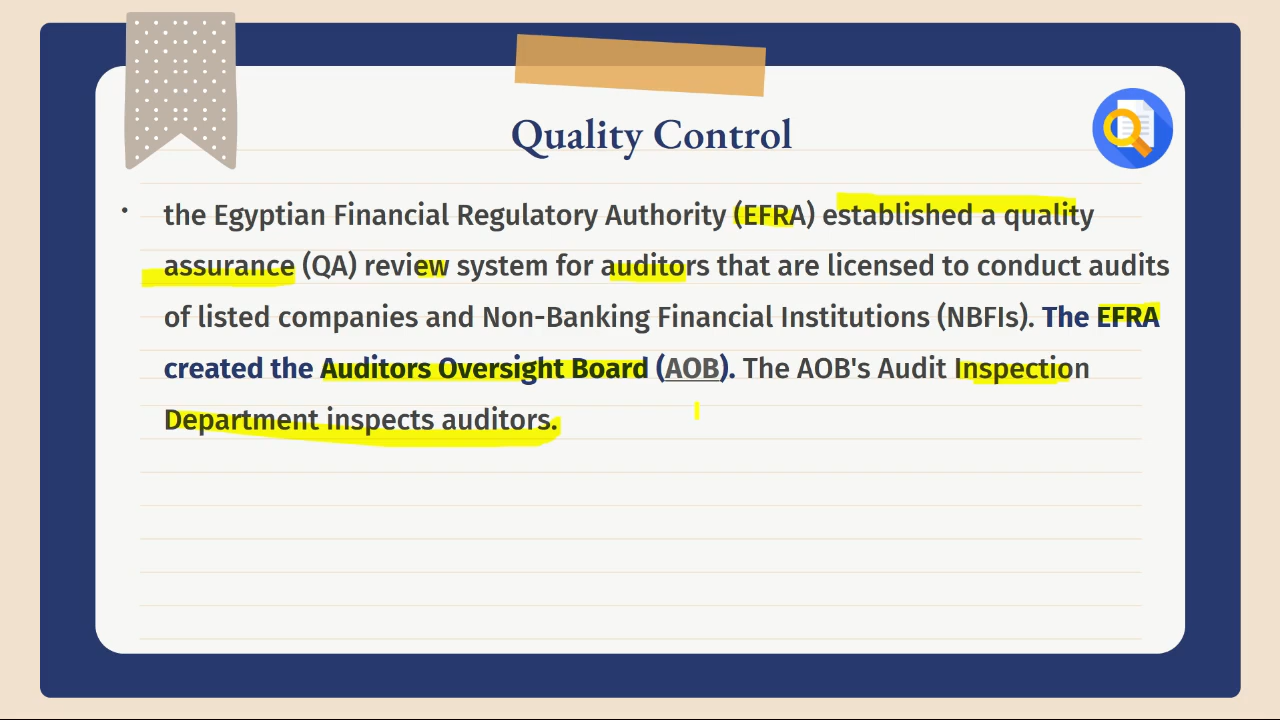 Quality Control
• the Egyptian Financial Regulatory Authority (EFRA) established a quality
assurance (QA) review system for auditors that are licensed to conduct audits
of listed companies and Non-Banking Financial Institutions (NBFIs). The EFRA
created the Auditors Oversight Board (AOB). The AOB's Audit Inspection
Department inspects auditors.